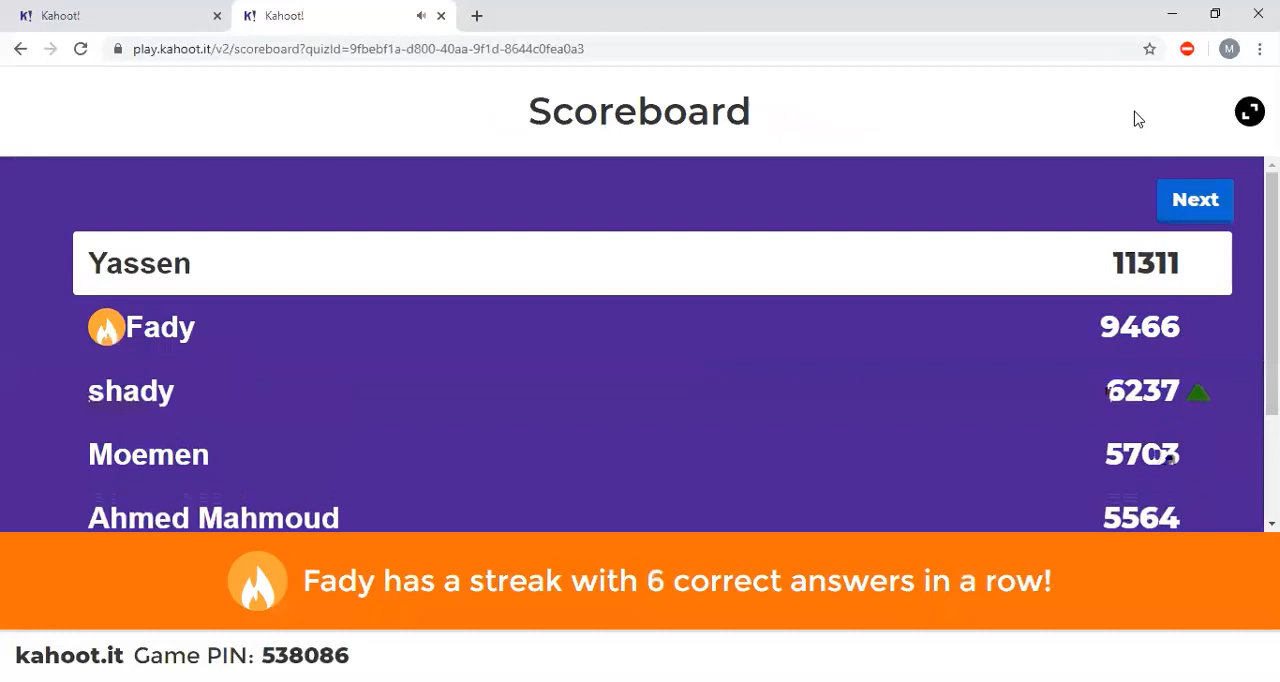 K! Kahoot!
K! Kahoot!
play.kahoot.it/v2/scoreboard?quizId=9fbebf1a-d800-40aa-9f1d-8644c0fea0a3
M
Scoreboard
Next
Yassen 11311
Fady 9466
shady 6237
Moemen 5703
Ahmed Mahmoud 5564
Fady has a streak with 6 correct answers in a row!
kahoot.it Game PIN: 538086